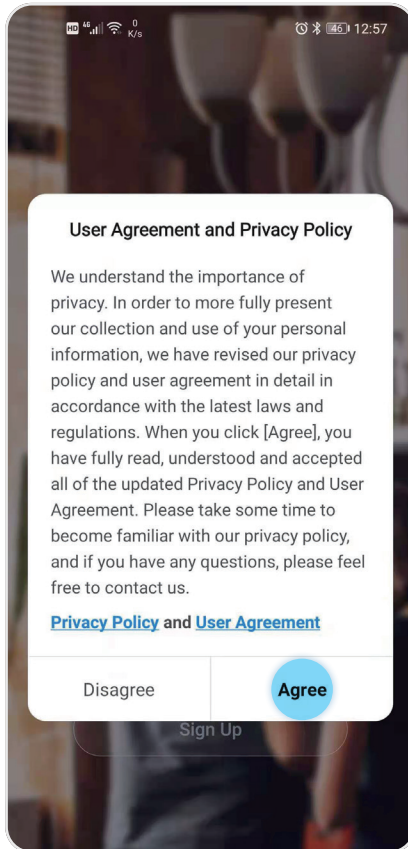 HD 4G 0 K/s 46 12:57
User Agreement and Privacy Policy
We understand the importance of
privacy. In order to more fully present
our collection and use of your personal
information, we have revised our privacy
policy and user agreement in detail in
accordance with the latest laws and
regulations. When you click [Agree], you
have fully read, understood and accepted
all of the updated Privacy Policy and User
Agreement. Please take some time to
become familiar with our privacy policy,
and if you have any questions, please feel
free to contact us.
Privacy Policy and User Agreement
Disagree Agree
Sign Up